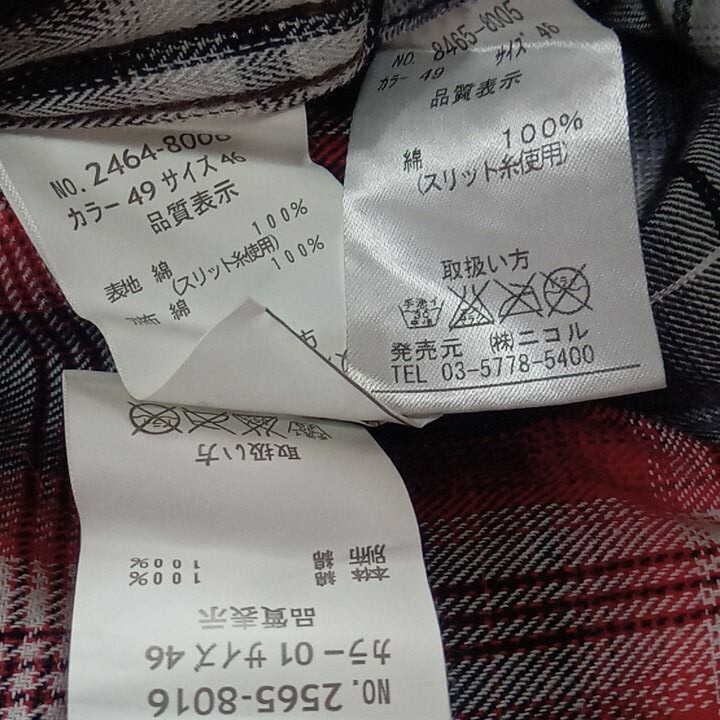 NO. 8465-6005
カラー 49 サイズ 46
品質表示
綿 100%
(スリット糸使用)
取扱い方
発売元 ㈱ニコル
TEL 03-5778-5400
NO. 2464-8006
カラー 49 サイズ 46
品質表示
表地 綿 100%
(スリット糸使用)
綿 100%
方
NO. 2565-8016
カラー 01 サイズ 46
品質表示
本体 綿 100%
別布 綿 100%
取扱い方